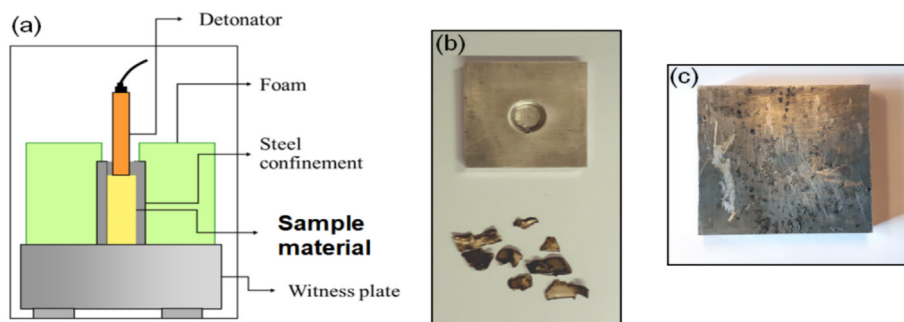 (a)
Detonator
Foam
Steel
confinement
Sample
material
Witness plate
(b)
(c)